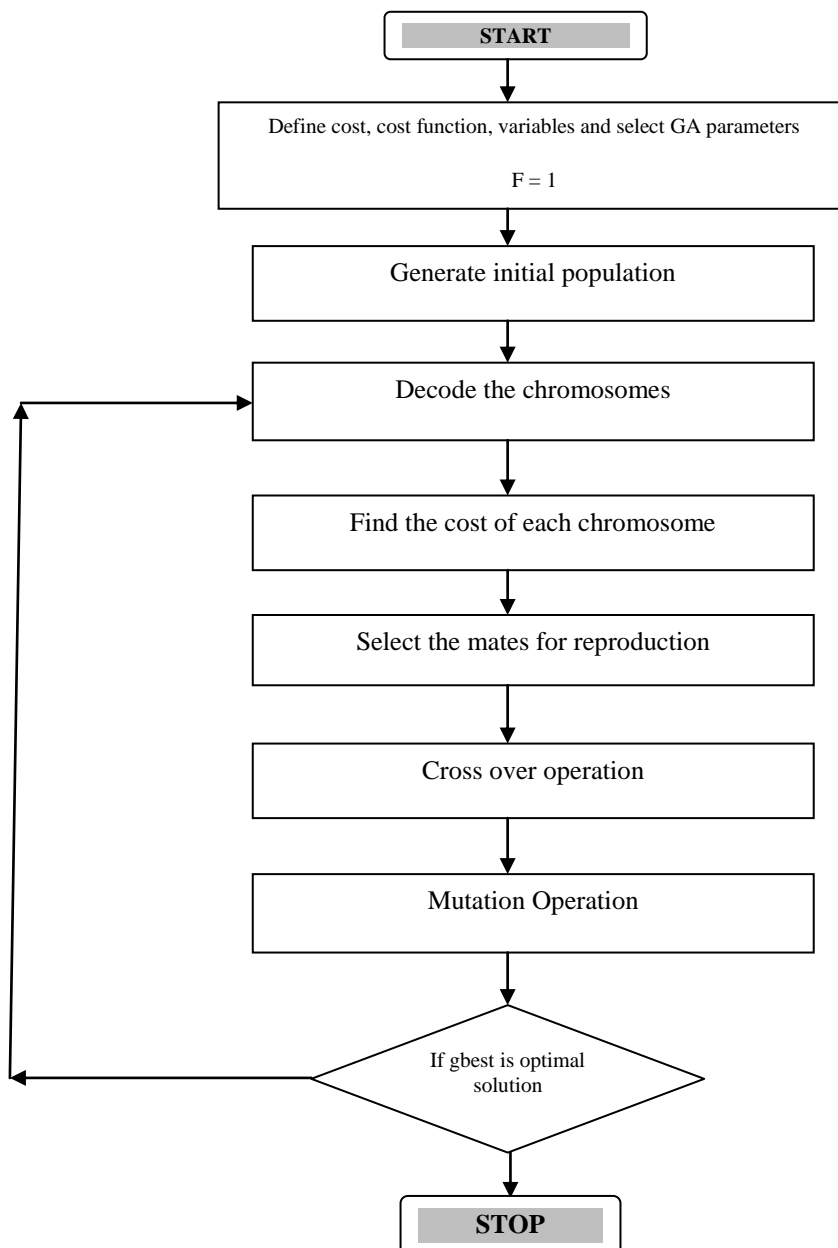 START
Define cost, cost function, variables and select GA parameters
F = 1
Generate initial population
Decode the chromosomes
Find the cost of each chromosome
Select the mates for reproduction
Cross over operation
Mutation Operation
If gbest is optimal
solution
STOP